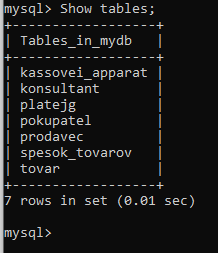 mysql> Show tables;
+-----------------+
| Tables_in_mydb  |
+-----------------+
| kassovei_apparat |
| konsultant      |
| platejg         |
| pokupatel       |
| prodavec        |
| spesok_tovarov  |
| tovar           |
+-----------------+
7 rows in set (0.01 sec)
mysql>